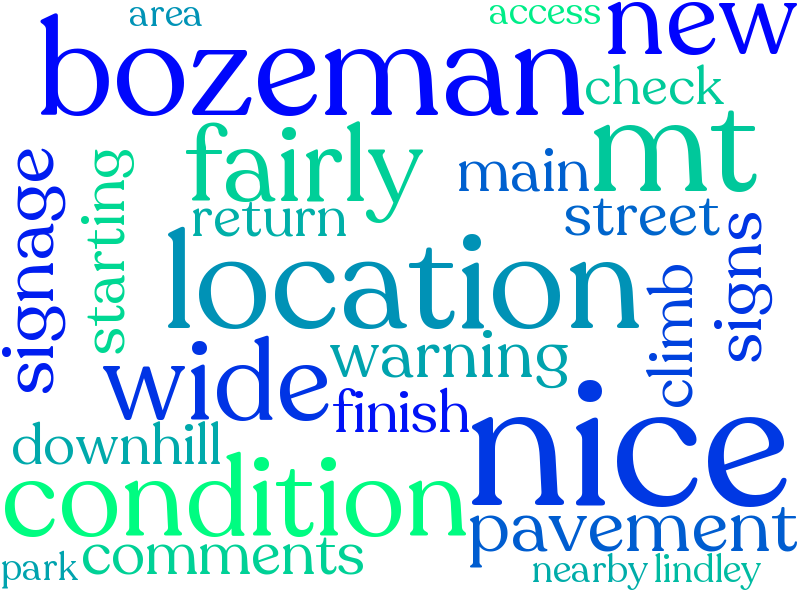 area
access
new
bozeman
check
fairly
mt
main
signage
starting
return
street
signs
location
climb
warning
wide
finish
nice
downhill
condition
pavement
comments
park
nearby
lindley